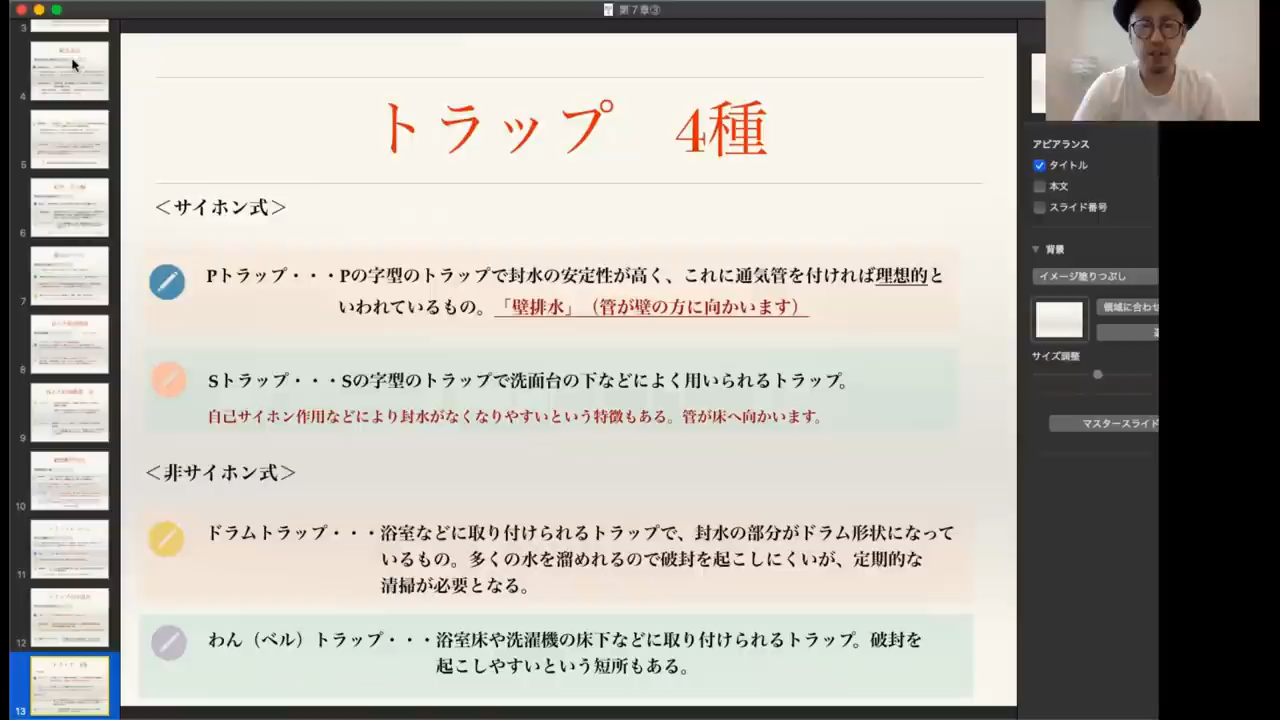 第７章③
トラップ　4種
＜サイホン式＞
Pトラップ・・・Pの字型のトラップで封水の安定性が高く、これに通気管を付ければ理想的と
いわれているもの。「壁排水」（管が壁の方に向かいます）
Sトラップ・・・Sの字型のトラップで洗面台の下などによく用いられるトラップ。
自己サイホン作用などにより封水がなくなりやすいという特徴もある。管が床へ向かいます。
＜非サイホン式＞
ドラムトラップ・・・浴室などに取り付けられるトラップで、封水の部分がドラム形状になって
いるもの。多くの水を溜めれるので破封を起こしにくいが、定期的な
清掃が必要となる。
わん（ベル）トラップ・・・浴室床や洗濯機の床下などに取り付けられるトラップ。破封を
起こしやすいという短所もある。
3
4
5
6
7
8
9
10
11
12
13
アピアランス
タイトル
本文
スライド番号
背景
イメージ塗りつぶし
領域に合わせ
サイズ調整
マスタースライド